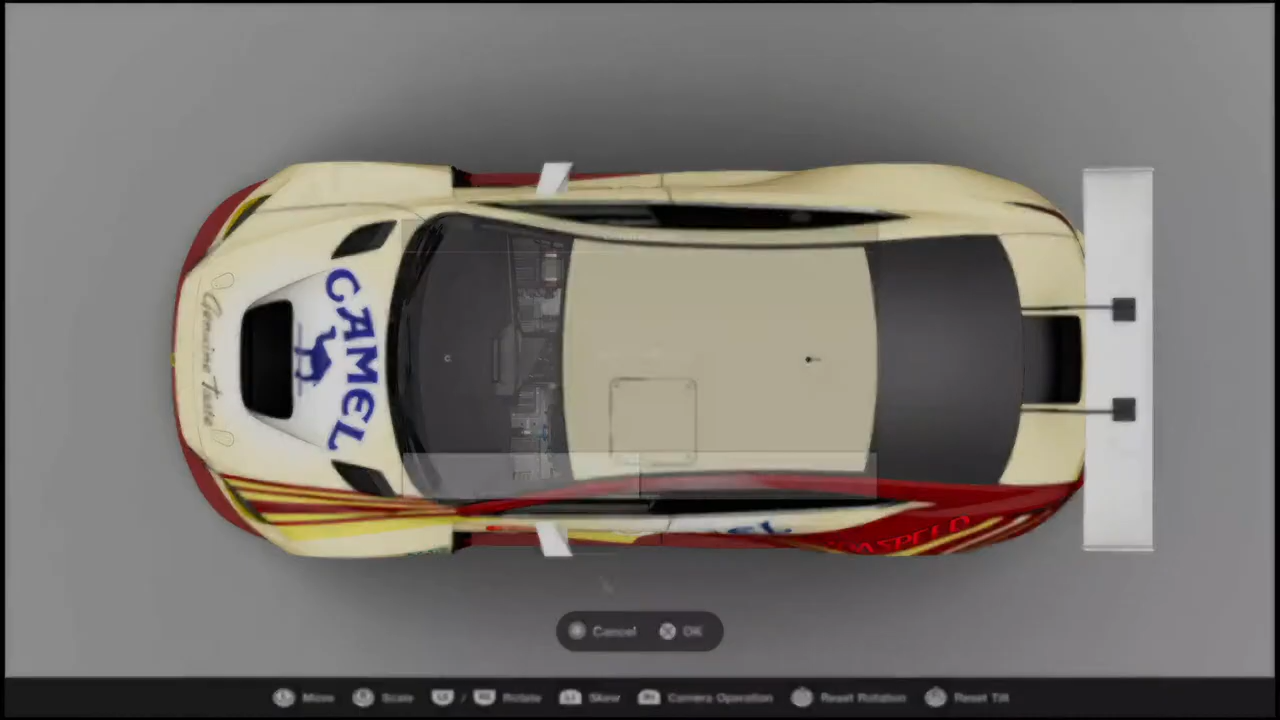 CAMEL
Genuine Taste
Cancel
OK
Move
Scale
/
Rotate
Skew
Camera Operation
Reset Rotation
Reset Tilt